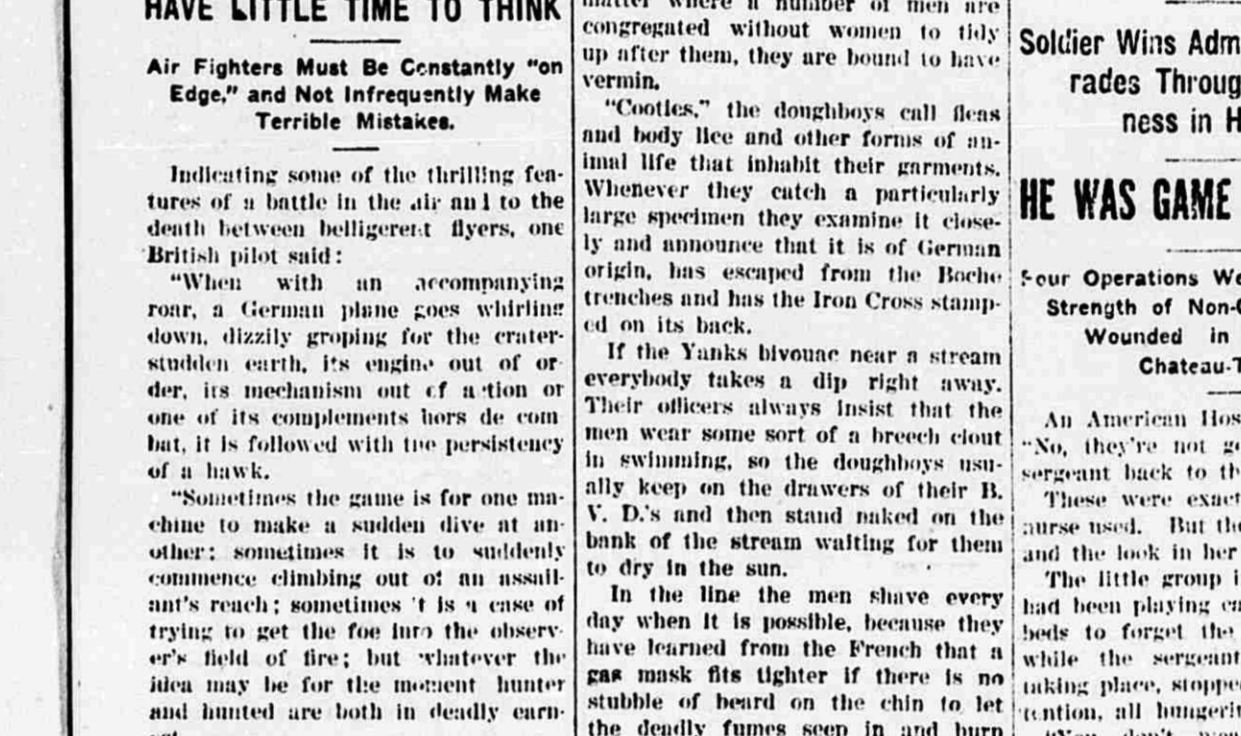 HAVE LITTLE TIME TO THINK
Air Fighters Must Be Constantly "on
Edge," and Not Infrequently Make
Terrible Mistakes.
Indicating some of the thrilling fea-
tures of a battle in the air and to the
death between belligerent flyers, one
British pilot said:
"When with an accompanying
roar, a German plane goes whirling
down, dizzily groping for the crater-
studden earth, its engine out of or-
der, its mechanism out of action or
one of its complements hors de com
bat, it is followed with the persistency
of a hawk.
"Sometimes the game is for one ma-
chine to make a sudden dive at an-
other; sometimes it is to suddenly
commence climbing out of an assail-
ant's reach; sometimes 't is a case of
trying to get the foe into the observ-
er's field of fire; but whatever the
idea may be for the moment hunter
and hunted are both in deadly earn-
matter where a number of men are
congregated without women to tidy
up after them, they are bound to have
vermin.
"Cooties," the doughboys call fleas
and body lice and other forms of an-
imal life that inhabit their garments.
Whenever they catch a particularly
large specimen they examine it close-
ly and announce that it is of German
origin, has escaped from the Boche
trenches and has the Iron Cross stamp-
ed on its back.
If the Yanks bivouac near a stream
everybody takes a dip right away.
Their officers always insist that the
men wear some sort of a breech clout
in swimming, so the doughboys usu-
ally keep on the drawers of their B.
V. D.'s and then stand naked on the
bank of the stream waiting for them
to dry in the sun.
In the line the men shave every
day when it is possible, because they
have learned from the French that a
gas mask fits tighter if there is no
stubble of beard on the chin to let
the deadly fumes seep in and burn
Soldier Wins Adm
rades Throug
ness in H
HE WAS GAME
Four Operations We
Strength of Non-C
Wounded in
Chateau-T
An American Hos
"No, they're not g
sergeant back to th
These were exact
nurse used. But the
and the look in her
The little group i
had been playing ca
beds to forget the
while the sergeant
taking place, stoppe
tention, all hungerin